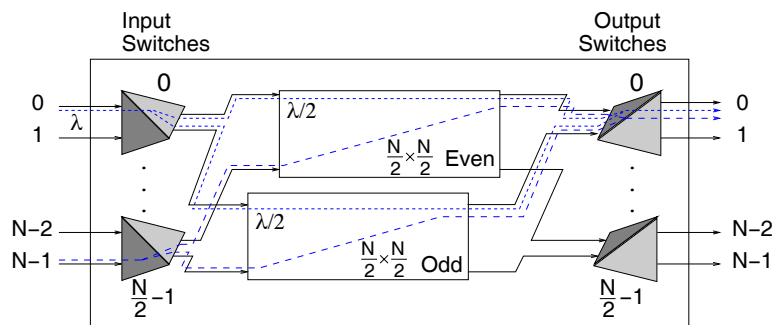 Input
Switches
Output
Switches
0
0
0
0
λ/2
λ
1
1
N/2 × N/2 Even
N−2
N−2
λ/2
N−1
N−1
N/2 × N/2 Odd
N/2 −1
N/2 −1